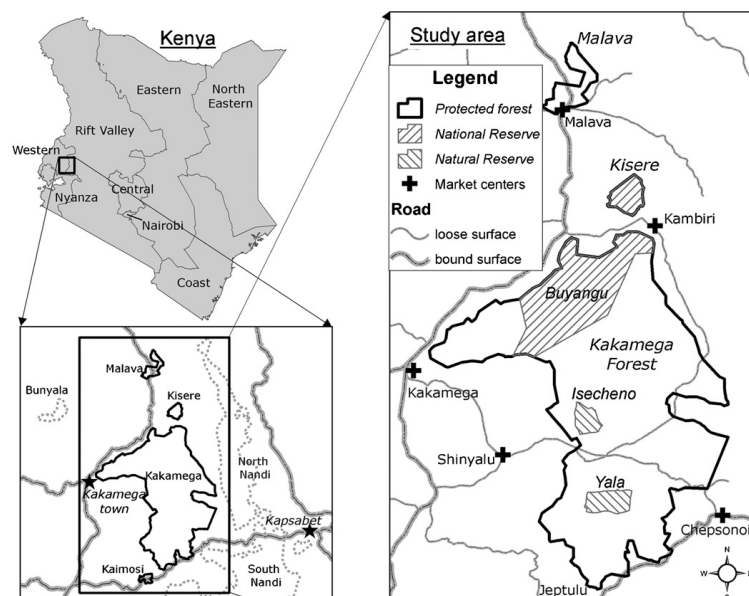 Kenya
Eastern
North
Eastern
Rift Valley
Western
Central
Nyanza
Nairobi
Coast
Bunyala
Malava
Kisere
Kakamega
North
Nandi
Kakamega
town
Kapsabet
Kaimosi
South
Nandi
Study area
Legend
Protected forest
National Reserve
Natural Reserve
Market centers
Road
loose surface
bound surface
Malava
Malava
Kisere
Kambiri
Buyangu
Kakamega
Forest
Kakamega
Isecheno
Shinyalu
Yala
Chepsonoi
Jeptulu
N
W
S